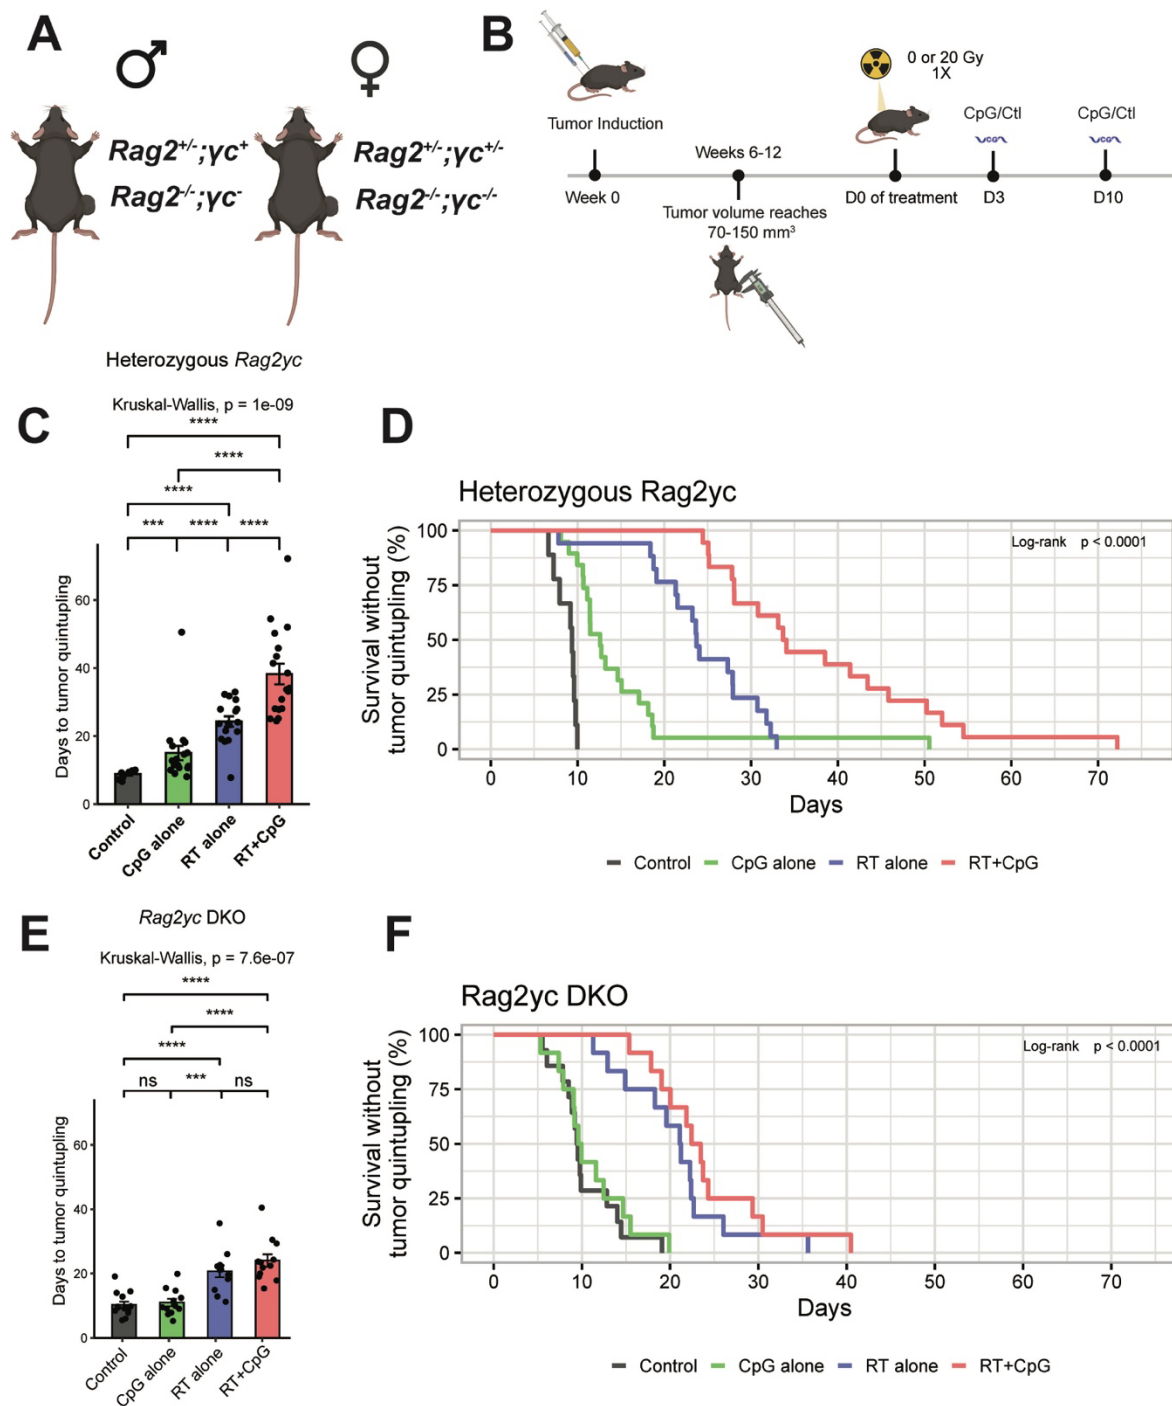 A
♂
♀
Rag2+/-;γc+
Rag2-/-;γc-
Rag2+/-;γc+/-
Rag2-/-;γc-/-
B
0 or 20 Gy
1X
Tumor Induction
Weeks 6-12
CpG/Ctl
CpG/Ctl
CG
CG
Week 0
Tumor volume reaches
70-150 mm³
D0 of treatment
D3
D10
Heterozygous Rag2yc
C
Kruskal-Wallis, p = 1e-09
****
****
****
*** **** ****
Days to tumor quintupling
60
40
20
0
Control
CpG alone
RT alone
RT+CpG
D
Heterozygous Rag2yc
Survival without
tumor quintupling (%)
100
75
50
25
0
Log-rank p < 0.0001
0 10 20 30 40 50 60 70
Days
Control CpG alone RT alone RT+CpG
E
Rag2yc DKO
Kruskal-Wallis, p = 7.6e-07
****
****
****
ns *** ns
Days to tumor quintupling
60
40
20
0
Control
CpG alone
RT alone
RT+CpG
F
Rag2yc DKO
Survival without
tumor quintupling (%)
100
75
50
25
0
Log-rank p < 0.0001
0 10 20 30 40 50 60 70
Days
Control CpG alone RT alone RT+CpG